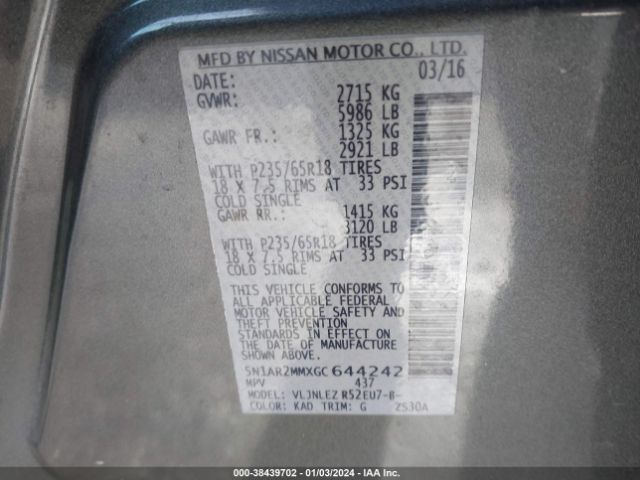 MFD BY NISSAN MOTOR CO., LTD.
DATE: 03/16
GVWR: 2715 KG
5986 LB
GAWR FR.: 1325 KG
2921 LB
WITH P235/65R18 TIRES
18 X 7.5 RIMS AT 33 PSI
COLD SINGLE
GAWR RR.: 1415 KG
3120 LB
WITH P235/65R18 TIRES
18 X 7.5 RIMS AT 33 PSI
COLD SINGLE
THIS VEHICLE CONFORMS TO
ALL APPLICABLE FEDERAL
MOTOR VEHICLE SAFETY AND
THEFT PREVENTION
STANDARDS IN EFFECT ON
THE DATE OF MANUFACTURE
SHOWN ABOVE.
5N1AR2MMXGC644242
MPV 437
MODEL: VLJNLEZ R52EU7-B-
COLOR: KAD TRIM: G ZS30A
000-38439702 - 01/03/2024 - IAA Inc.